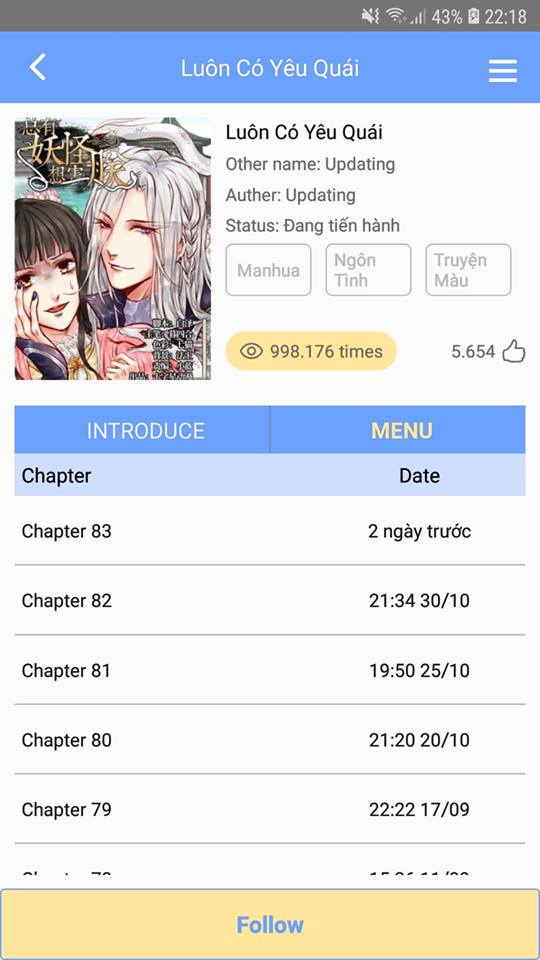 43% 22:18
Luôn Có Yêu Quái
总有
妖怪
想害朕
Luôn Có Yêu Quái
Other name: Updating
Auther: Updating
Status: Đang tiến hành
Manhua
Ngôn
Tình
Truyện
Màu
998.176 times
5.654
INTRODUCE
MENU
Chapter Date
Chapter 83 2 ngày trước
Chapter 82 21:34 30/10
Chapter 81 19:50 25/10
Chapter 80 21:20 20/10
Chapter 79 22:22 17/09
Follow